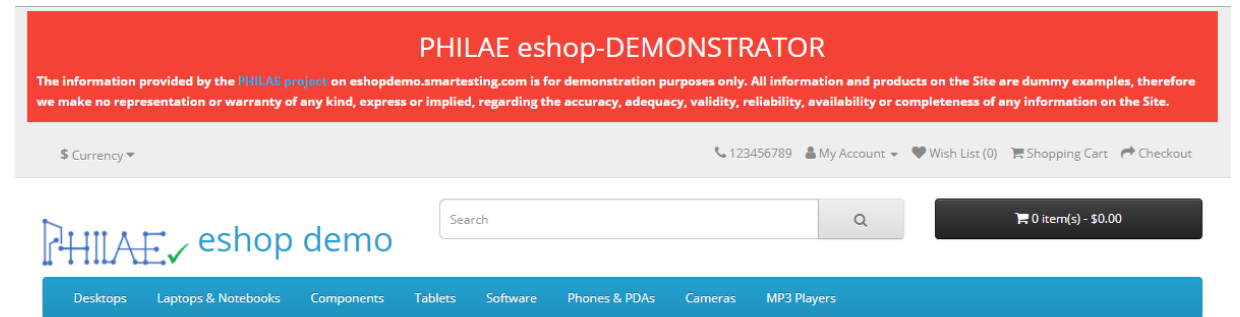 PHILAE eshop-DEMONSTRATOR
The information provided by the PHILAE project on eshopdemo.smartesting.com is for demonstration purposes only. All information and products on the Site are dummy examples, therefore
we make no representation or warranty of any kind, express or implied, regarding the accuracy, adequacy, validity, reliability, availability or completeness of any information on the Site.
$ Currency 123456789 My Account Wish List (0) Shopping Cart Checkout
PHILAE eshop demo Search 0 item(s) - $0.00
Desktops Laptops & Notebooks Components Tablets Software Phones & PDAs Cameras MP3 Players